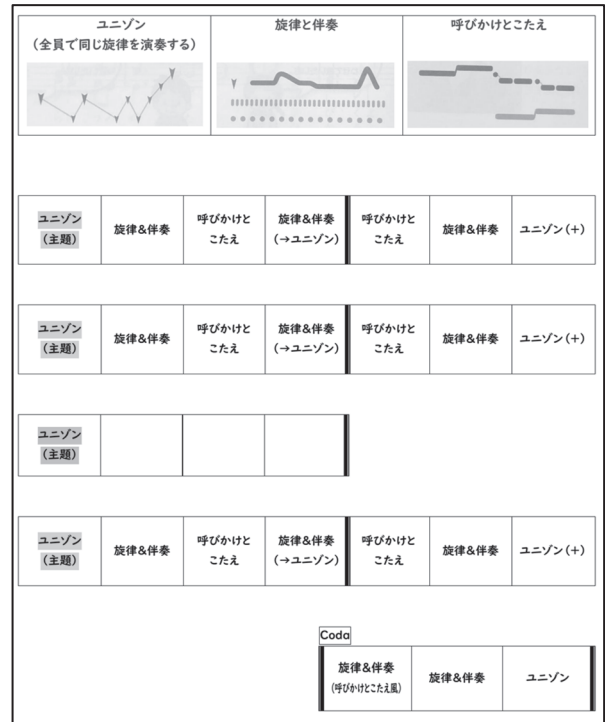 ユニゾン
(全員で同じ旋律を演奏する)
旋律と伴奏
呼びかけとこたえ
ユニゾン
(主題)
旋律&伴奏
呼びかけと
こたえ
旋律&伴奏
(→ユニゾン)
呼びかけと
こたえ
旋律&伴奏
ユニゾン(+)
ユニゾン
(主題)
旋律&伴奏
呼びかけと
こたえ
旋律&伴奏
(→ユニゾン)
呼びかけと
こたえ
旋律&伴奏
ユニゾン(+)
ユニゾン
(主題)
ユニゾン
(主題)
旋律&伴奏
呼びかけと
こたえ
旋律&伴奏
(→ユニゾン)
呼びかけと
こたえ
旋律&伴奏
ユニゾン(+)
Coda
旋律&伴奏
(呼びかけとこたえ風)
旋律&伴奏
ユニゾン